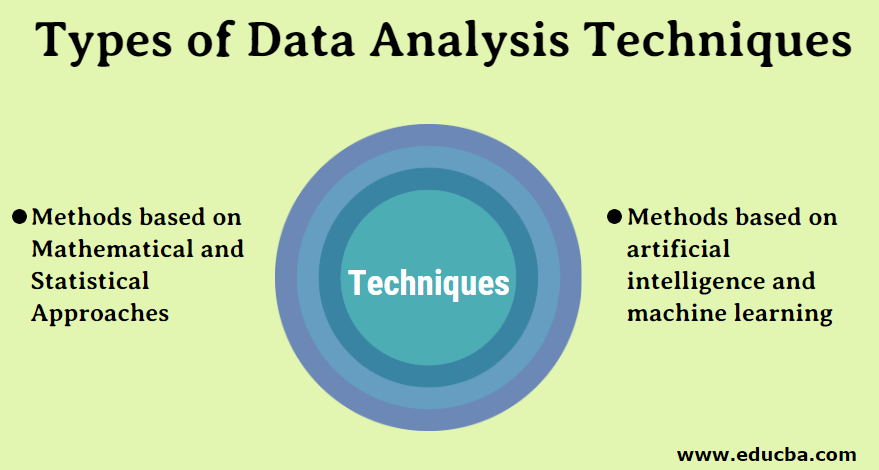 Types of Data Analysis Techniques
● Methods based on
Mathematical and
Statistical
Approaches
Techniques
● Methods based on
artificial
intelligence and
machine learning
www.educba.com